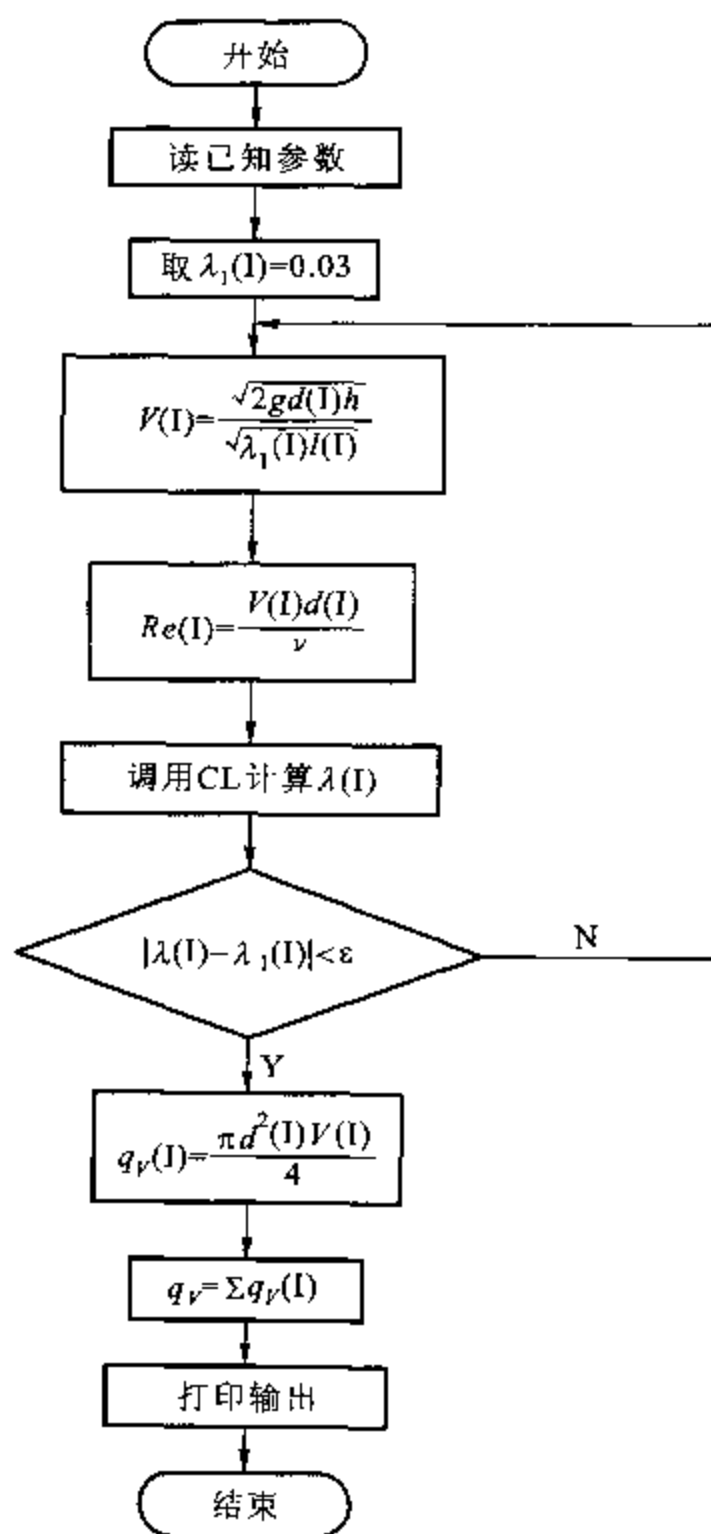 开始
读已知参数
取 λ₁(I)=0.03
V(I)=√2gd(I)h / √λ₁(I)l(I)
Re(I)=V(I)d(I) / ν
调用CL计算λ(I)
|λ(I)-λ₁(I)|<ε
N
Y
q_V(I)=πd²(I)V(I) / 4
q_V=Σq_V(I)
打印输出
结束